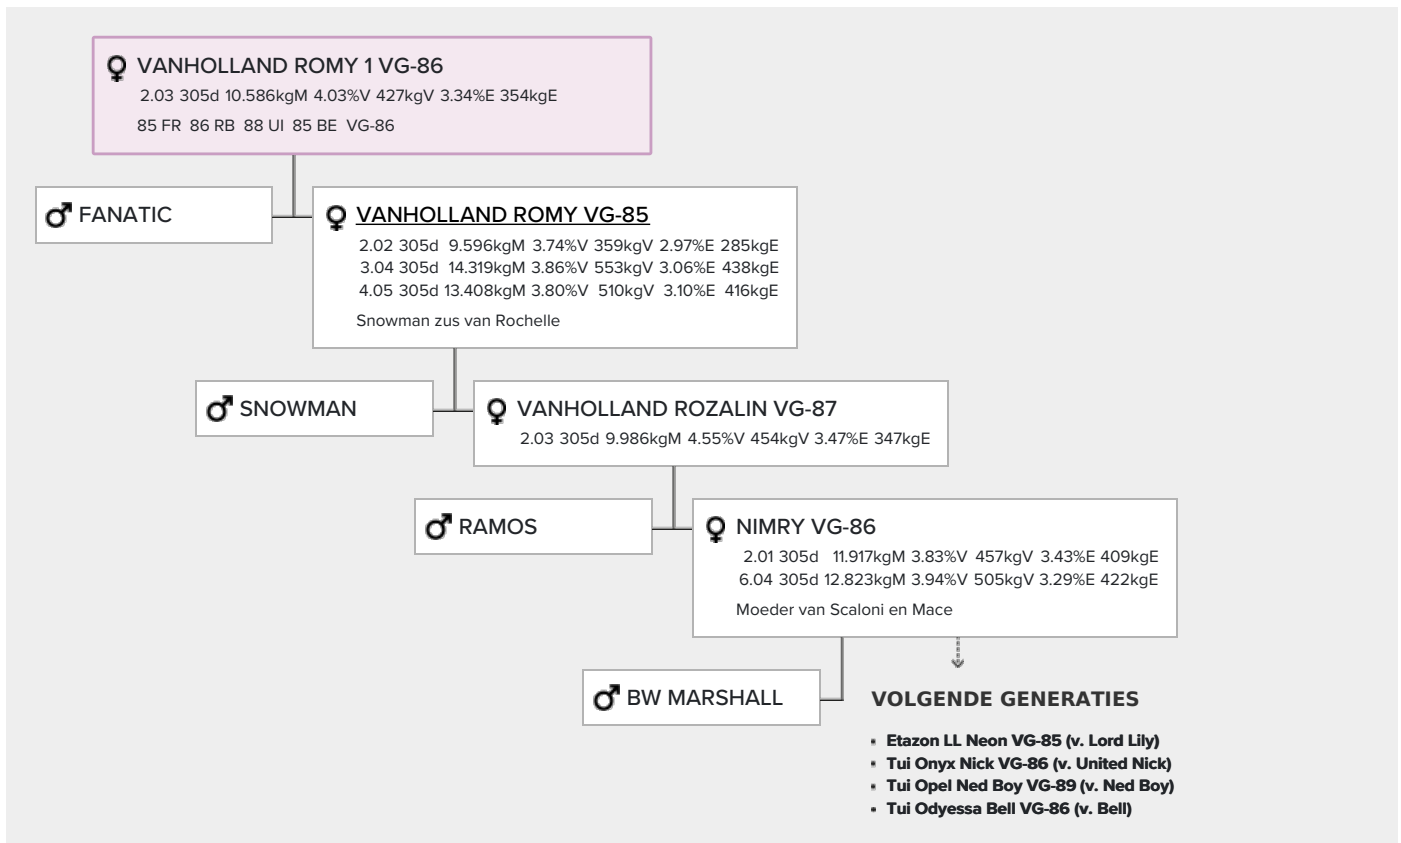 VANHOLLAND ROMY 1 VG-86
2.03 305d 10.586kgM 4.03%V 427kgV 3.34%E 354kgE
85 FR 86 RB 88 UI 85 BE VG-86
FANATIC
VANHOLLAND ROMY VG-85
2.02 305d 9.596kgM 3.74%V 359kgV 2.97%E 285kgE
3.04 305d 14.319kgM 3.86%V 553kgV 3.06%E 438kgE
4.05 305d 13.408kgM 3.80%V 510kgV 3.10%E 416kgE
Snowman zus van Rochelle
SNOWMAN
VANHOLLAND ROZALIN VG-87
2.03 305d 9.986kgM 4.55%V 454kgV 3.47%E 347kgE
RAMOS
NIMRY VG-86
2.01 305d 11.917kgM 3.83%V 457kgV 3.43%E 409kgE
6.04 305d 12.823kgM 3.94%V 505kgV 3.29%E 422kgE
Moeder van Scaloni en Mace
BW MARSHALL
VOLGENDE GENERATIES
Etazon LL Neon VG-85 (v. Lord Lily)
Tui Onyx Nick VG-86 (v. United Nick)
Tui Opel Ned Boy VG-89 (v. Ned Boy)
Tui Odyessa Bell VG-86 (v. Bell)